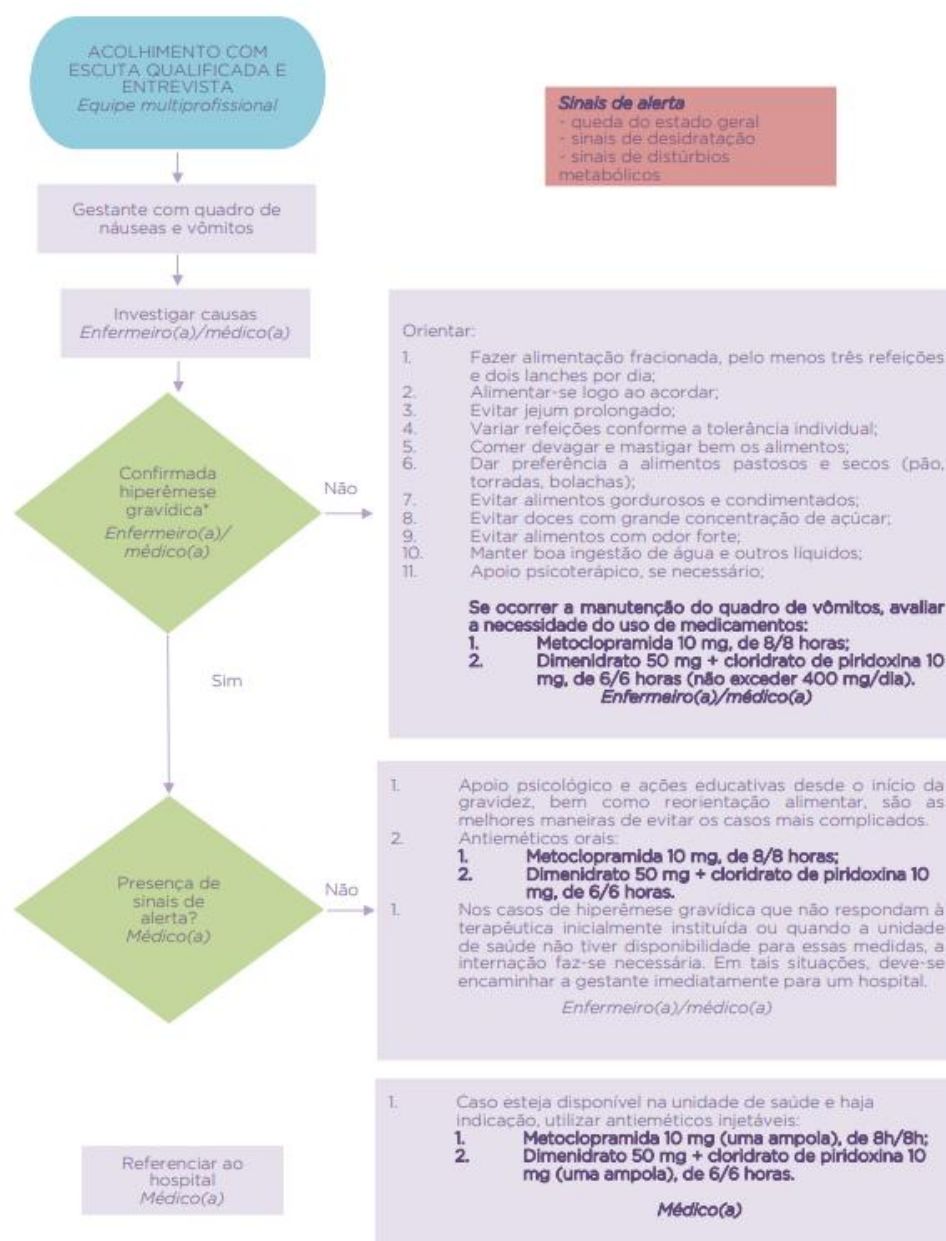 ACOLHIMENTO COM
ESCUTA QUALIFICADA E
ENTREVISTA
Equipe multiprofissional
Sinais de alerta
- queda do estado geral
- sinais de desidratação
- sinais de distúrbios
metabólicos
Gestante com quadro de
náuseas e vômitos
Investigar causas
Enfermeiro(a)/médico(a)
Confirmada
hiperêmese
gravídica*
Enfermeiro(a)/
médico(a)
Não
Orientar:
1. Fazer alimentação fracionada, pelo menos três refeições
e dois lanches por dia;
2. Alimentar-se logo ao acordar;
3. Evitar jejum prolongado;
4. Variar refeições conforme a tolerância individual;
5. Comer devagar e mastigar bem os alimentos;
6. Dar preferência a alimentos pastosos e secos (pão,
torradas, bolachas);
7. Evitar alimentos gordurosos e condimentados;
8. Evitar doces com grande concentração de açúcar;
9. Evitar alimentos com odor forte;
10. Manter boa ingestão de água e outros líquidos;
11. Apoio psicoterápico, se necessário;
Se ocorrer a manutenção do quadro de vômitos, avaliar
a necessidade do uso de medicamentos:
1. Metoclopramida 10 mg, de 8/8 horas;
2. Dimenidrato 50 mg + cloridrato de piridoxina 10
mg, de 6/6 horas (não exceder 400 mg/dia).
Enfermeiro(a)/médico(a)
Sim
Presença de
sinais de
alerta?
Médico(a)
Não
1. Apoio psicológico e ações educativas desde o início da
gravidez, bem como reorientação alimentar, são as
melhores maneiras de evitar os casos mais complicados.
2. Antieméticos orais:
1. Metoclopramida 10 mg, de 8/8 horas;
2. Dimenidrato 50 mg + cloridrato de piridoxina 10
mg, de 6/6 horas.
1. Nos casos de hiperêmese gravídica que não respondam à
terapêutica inicialmente instituída ou quando a unidade
de saúde não tiver disponibilidade para essas medidas, a
internação faz-se necessária. Em tais situações, deve-se
encaminhar a gestante imediatamente para um hospital.
Enfermeiro(a)/médico(a)
Referenciar ao
hospital
Médico(a)
1. Caso esteja disponível na unidade de saúde e haja
indicação, utilizar antieméticos injetáveis:
1. Metoclopramida 10 mg (uma ampola), de 8h/8h;
2. Dimenidrato 50 mg + cloridrato de piridoxina 10
mg (uma ampola), de 6/6 horas.
Médico(a)